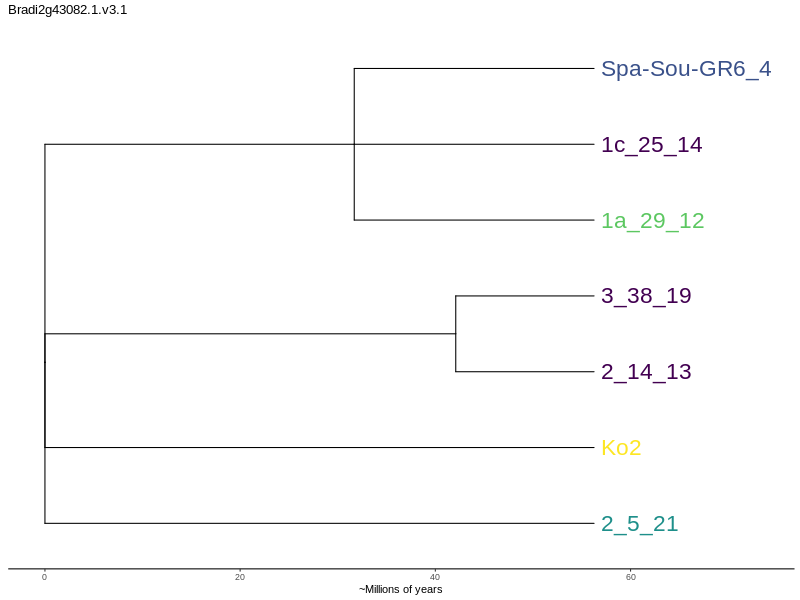 Bradi2g43082.1.v3.1
Spa-Sou-GR6_4
1c_25_14
1a_29_12
3_38_19
2_14_13
Ko2
2_5_21
0 20 40 60
~Millions of years